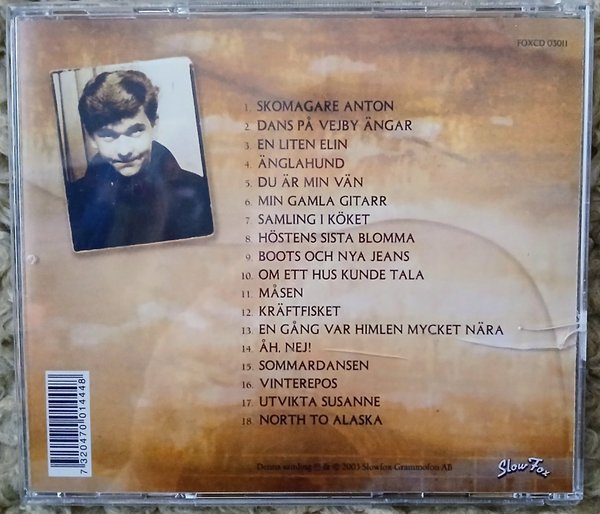 FOXCD 03011
1. SKOMAGARE ANTON
2. DANS PÅ VEJBY ÄNGAR
3. EN LITEN ELIN
4. ÄNGLAHUND
5. DU ÄR MIN VÄN
6. MIN GAMLA GITARR
7. SAMLING I KÖKET
8. HÖSTENS SISTA BLOMMA
9. BOOTS OCH NYA JEANS
10. OM ETT HUS KUNDE TALA
11. MÅSEN
12. KRÄFTFISKET
13. EN GÅNG VAR HIMLEN MYCKET NÄRA
14. ÅH, NEJ!
15. SOMMARDANSEN
16. VINTEREPOS
17. UTVIKTA SUSANNE
18. NORTH TO ALASKA
7 320470 014448
Denna samling ℗ & © 2003 Slowfox Grammofon AB
Slow Fox